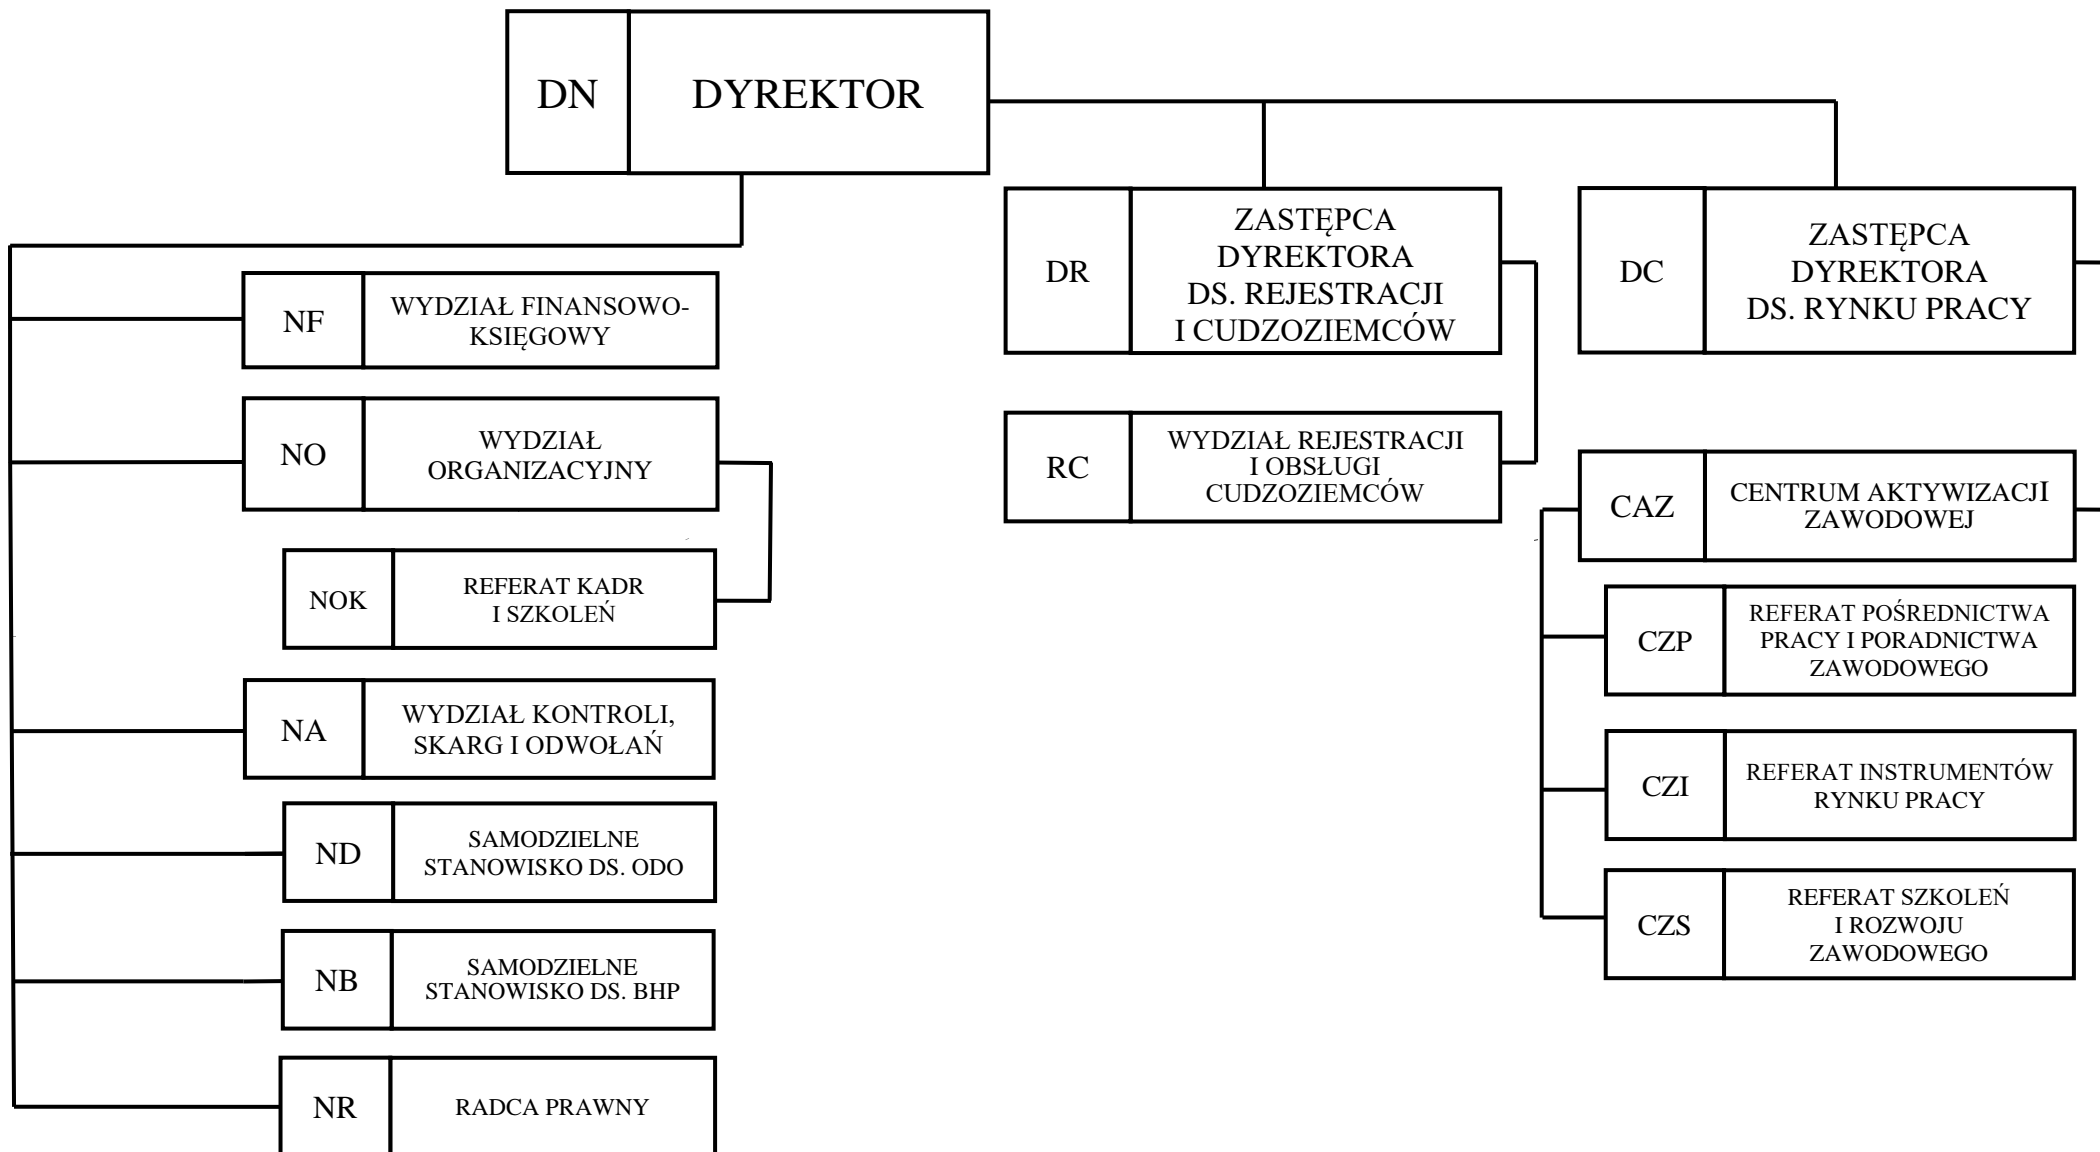 DN
DYREKTOR
NF
WYDZIAŁ FINANSOWO-
KSIĘGOWY
NO
WYDZIAŁ
ORGANIZACYJNY
NOK
REFERAT KADR
I SZKOLEŃ
NA
WYDZIAŁ KONTROLI,
SKARG I ODWOŁAŃ
ND
SAMODZIELNE
STANOWISKO DS. ODO
NB
SAMODZIELNE
STANOWISKO DS. BHP
NR
RADCA PRAWNY
DR
ZASTĘPCA
DYREKTORA
DS. REJESTRACJI
I CUDZOZIEMCÓW
RC
WYDZIAŁ REJESTRACJI
I OBSŁUGI
CUDZOZIEMCÓW
DC
ZASTĘPCA
DYREKTORA
DS. RYNKU PRACY
CAZ
CENTRUM AKTYWIZACJI
ZAWODOWEJ
CZP
REFERAT POŚREDNICTWA
PRACY I PORADNICTWA
ZAWODOWEGO
CZI
REFERAT INSTRUMENTÓW
RYNKU PRACY
CZS
REFERAT SZKOLEŃ
I ROZWOJU
ZAWODOWEGO